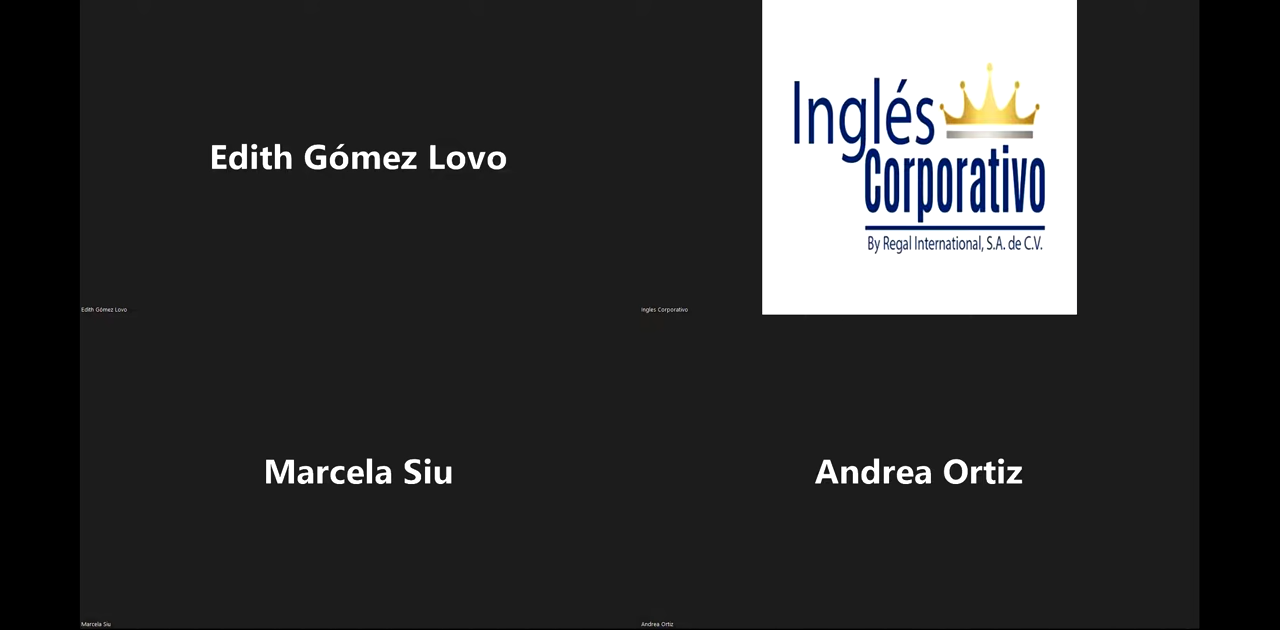 Edith Gómez Lovo
Edith Gómez Lovo
Inglés
Corporativo
By Regal International, S.A. de C.V.
Ingles Corporativo
Marcela Siu
Marcela Siu
Andrea Ortiz
Andrea Ortiz